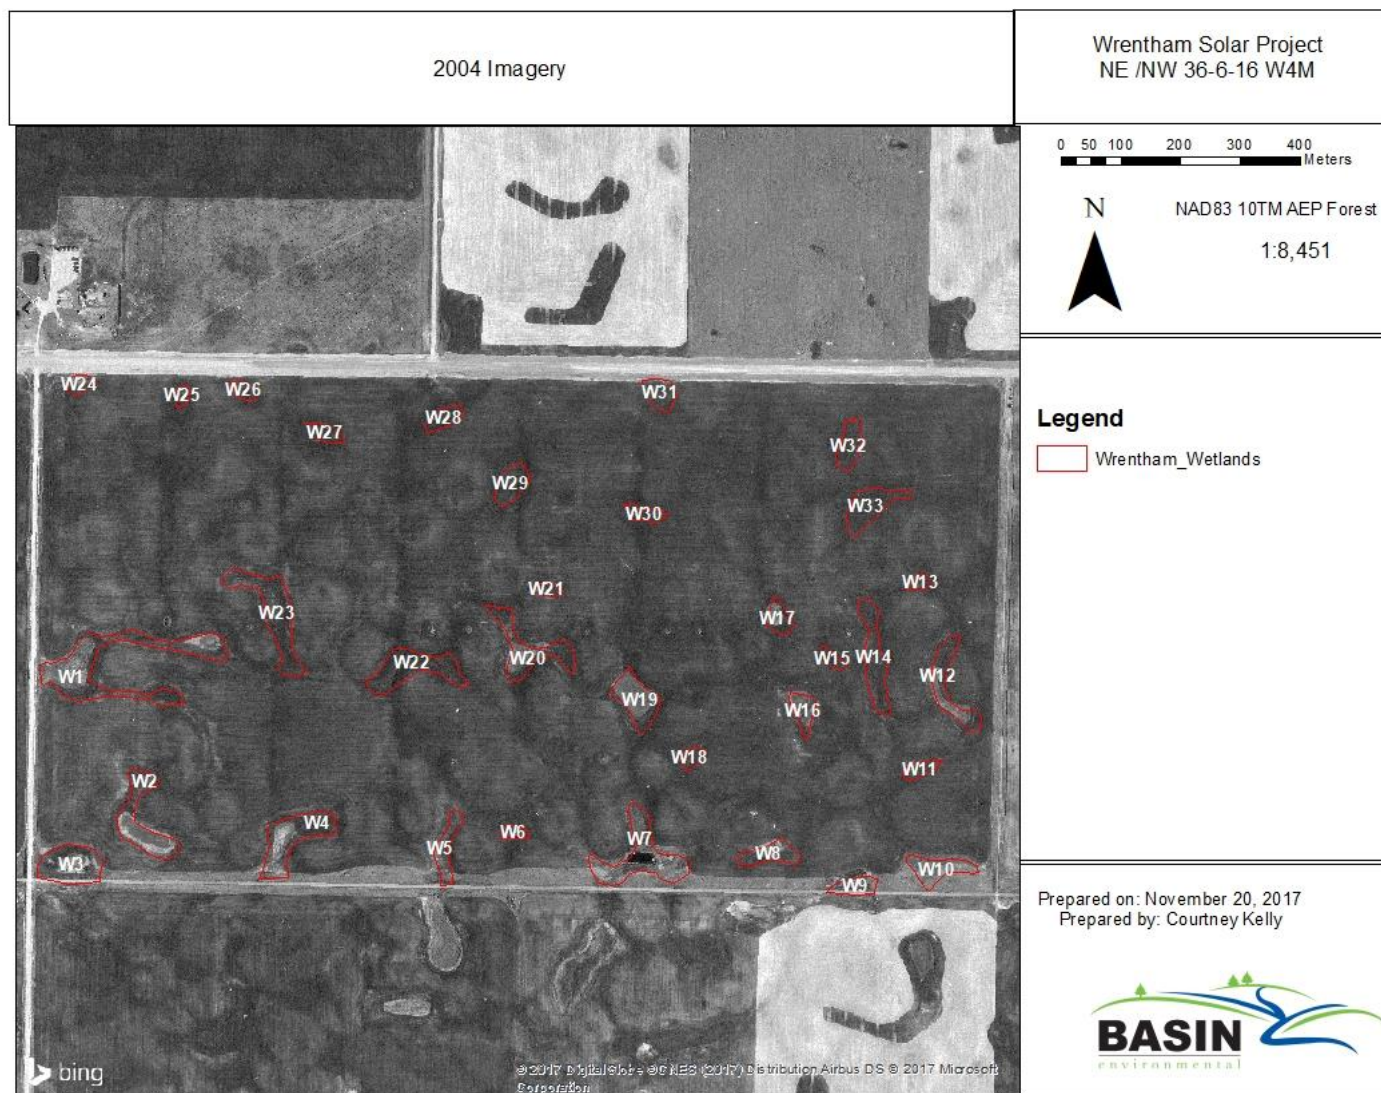 2004 Imagery
Wrentham Solar Project
NE /NW 36-6-16 W4M
0 50 100 200 300 400
Meters
N
NAD83 10TM AEP Forest
1:8,451
Legend
Wrentham_Wetlands
W24
W25
W26
W27
W28
W31
W32
W29
W30
W33
W21
W13
W23
W17
W1
W22
W20
W15
W14
W12
W19
W16
W18
W11
W2
W4
W5
W6
W7
W8
W3
W9
W10
Prepared on: November 20, 2017
Prepared by: Courtney Kelly
BASIN
environmental
bing
© 2017 DigitalGlobe © CNES (2017) Distribution Airbus DS © 2017 Microsoft
Corporation